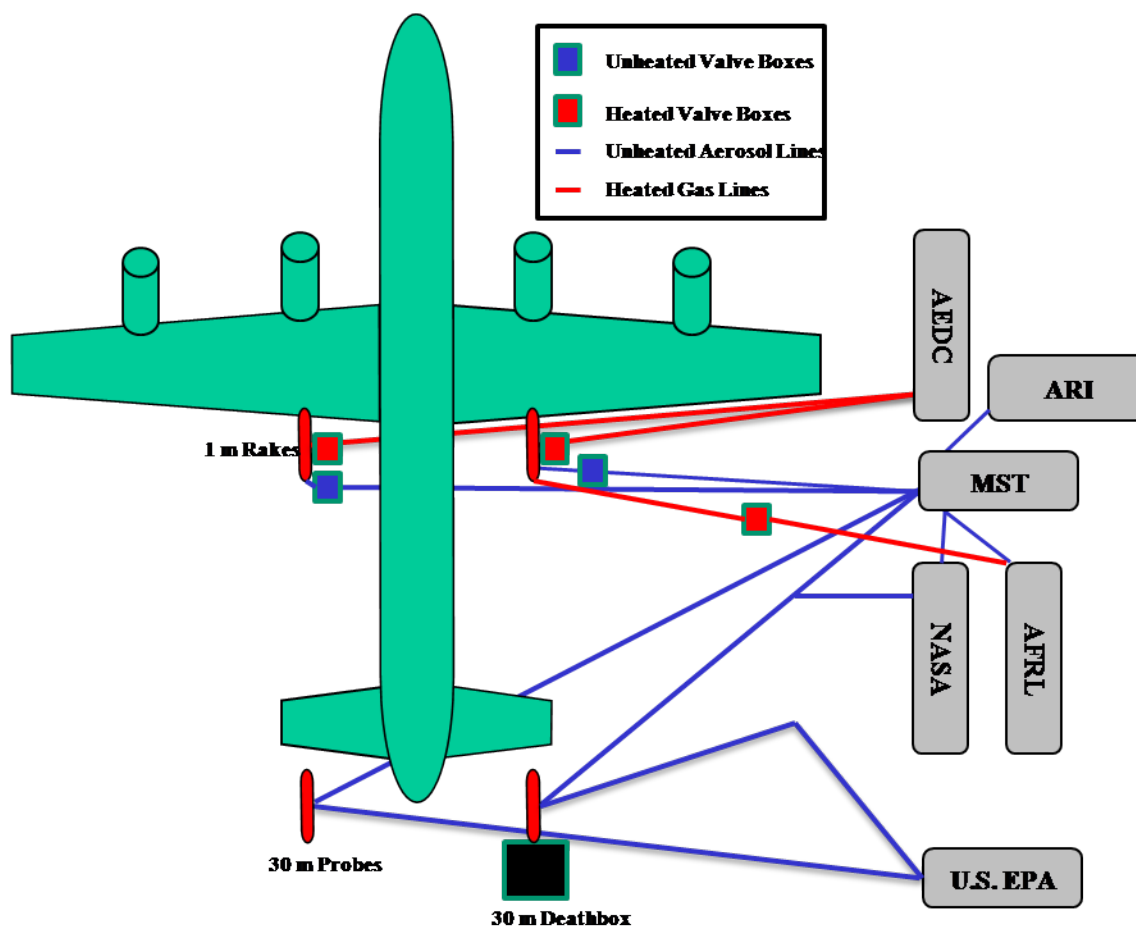 Unheated Valve Boxes
Heated Valve Boxes
Unheated Aerosol Lines
Heated Gas Lines
AEDC
ARI
1 m Rakes
MST
NASA
AFRL
30 m Probes
U.S. EPA
30 m Deathbox